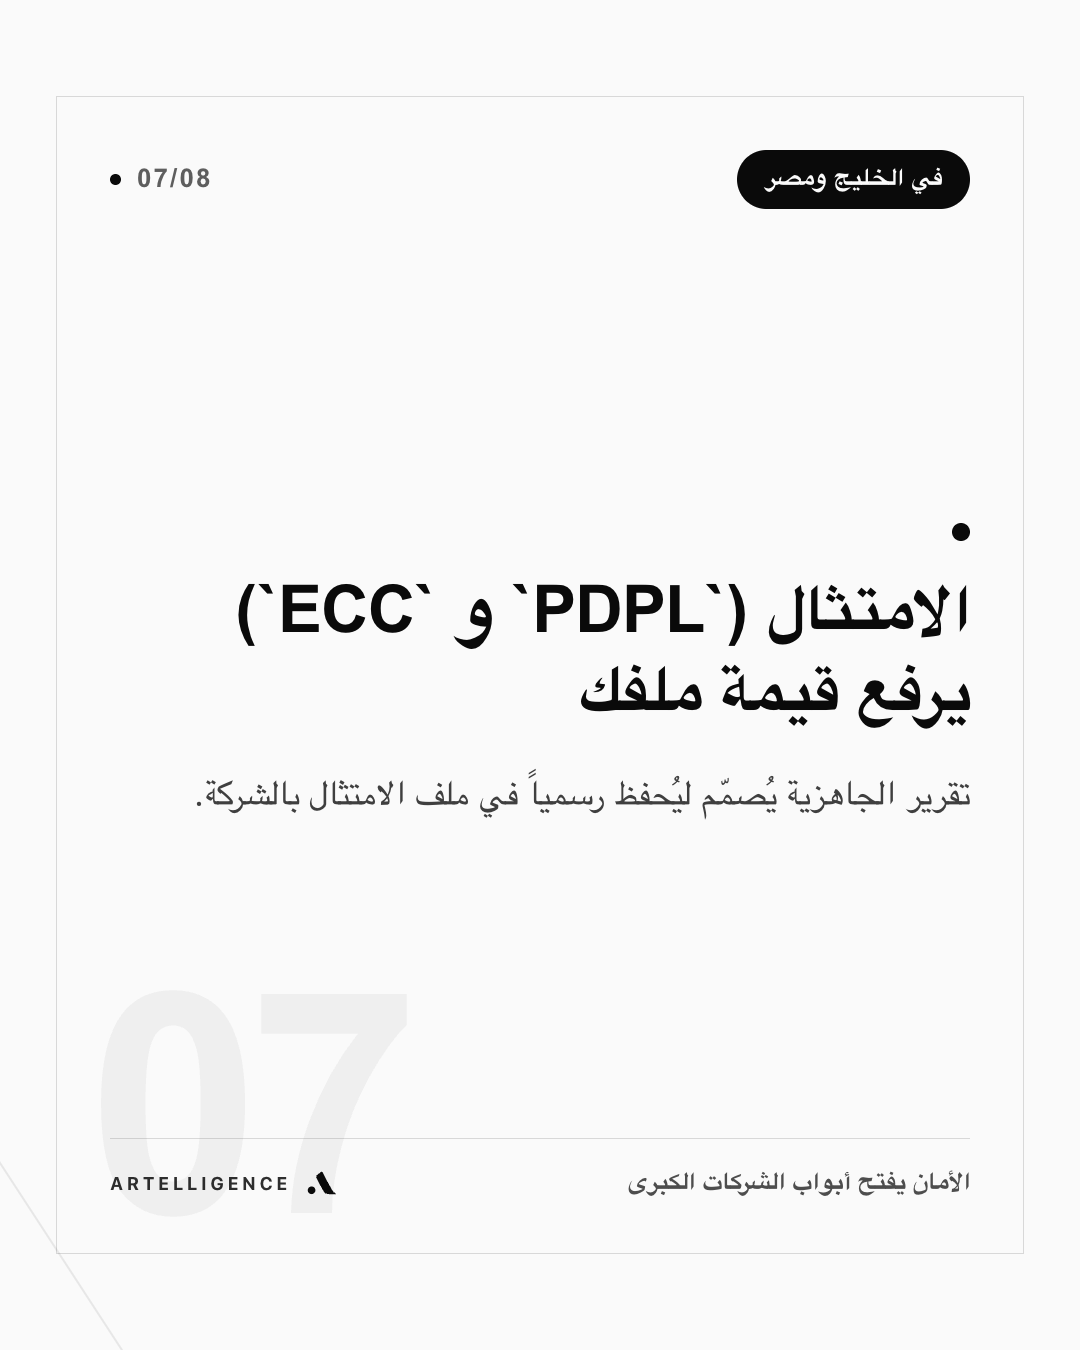 في الخليج ومصر
07/08
الامتثال (`PDPL` و `ECC`)
يرفع قيمة ملفك
تقرير الجاهزية يُصمّم ليُحفظ رسمياً في ملف الامتثال بالشركة.
07
الأمان يفتح أبواب الشركات الكبرى
ARTELLIGENCE